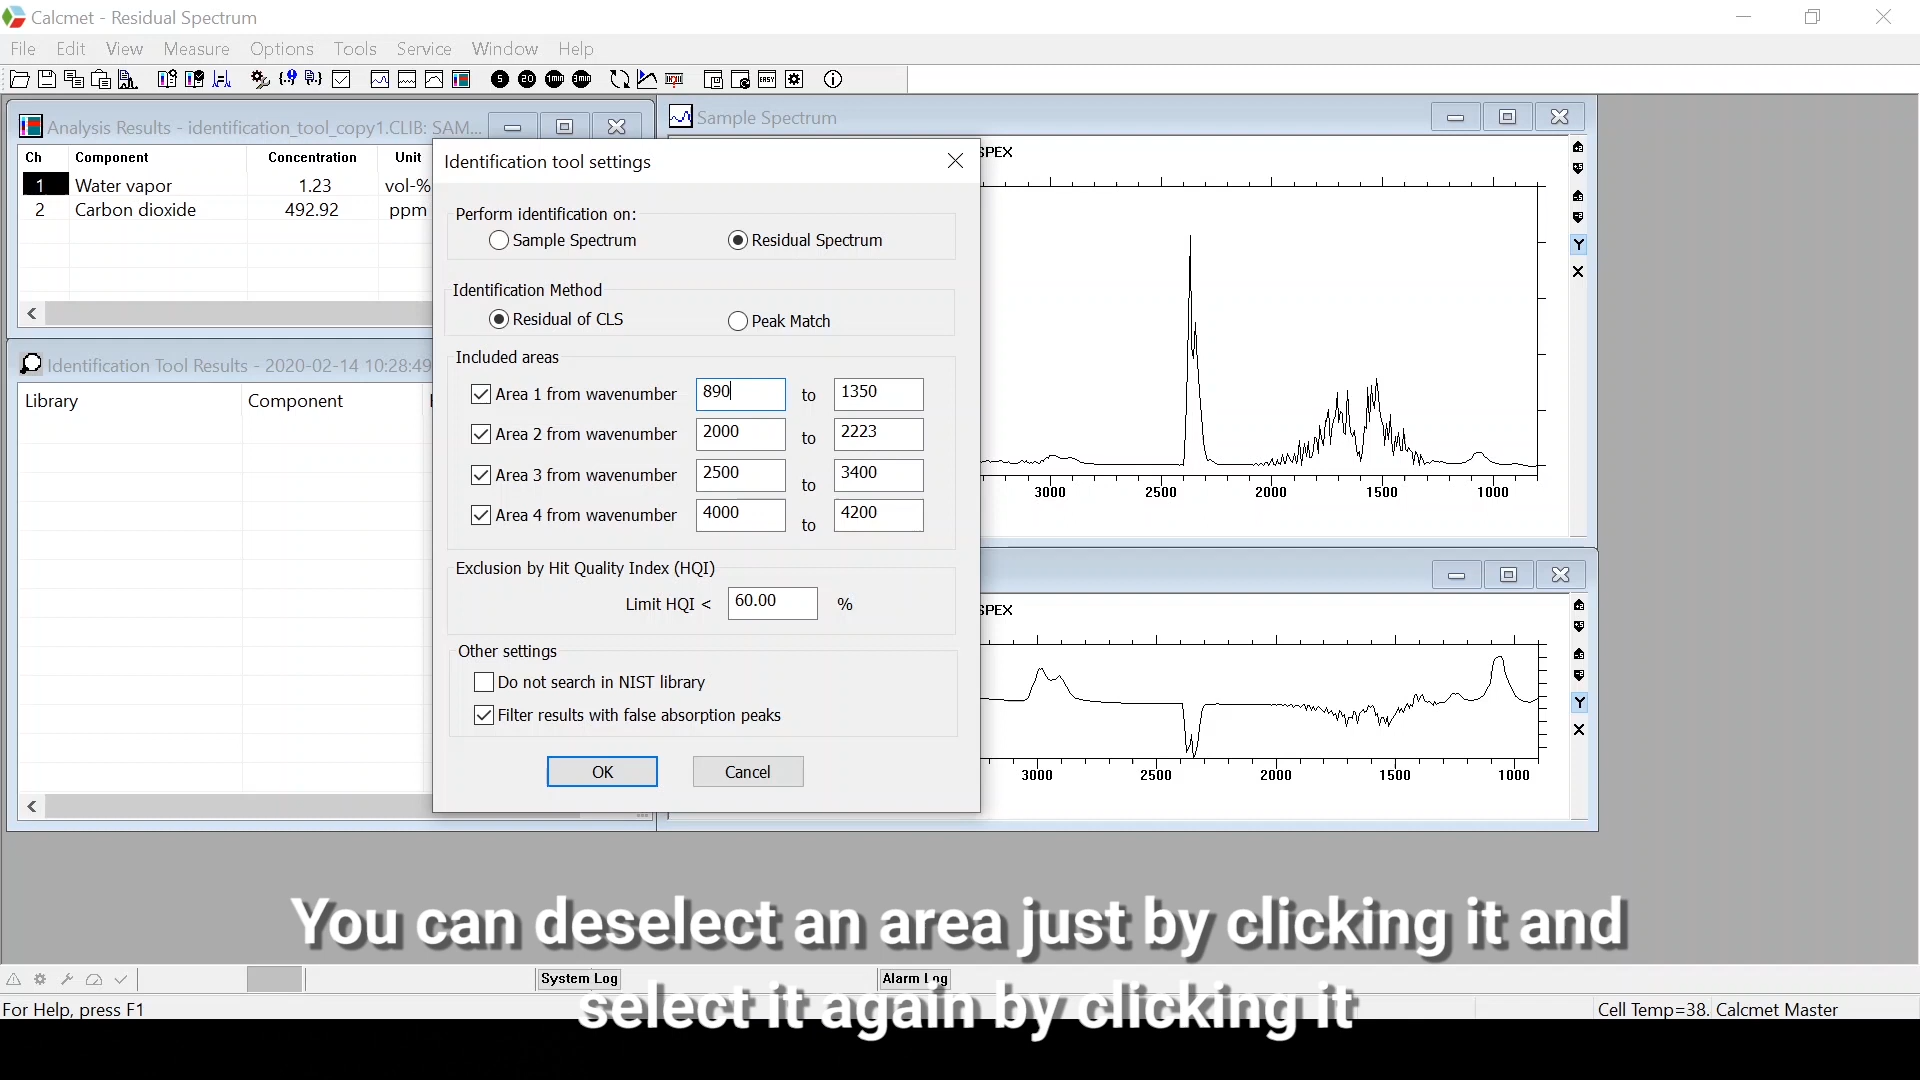 Calcmet - Residual Spectrum
File Edit View Measure Options Tools Service Window Help
5 20 1min 3min EASY
Analysis Results - identification_tool_copy1.CLIB: SAM...
Ch Component Concentration Unit
1 Water vapor 1.23 vol-%
2 Carbon dioxide 492.92 ppm
Identification Tool Results - 2020-02-14 10:28:49
Library Component
Identification tool settings
Perform identification on:
Sample Spectrum Residual Spectrum
Identification Method
Residual of CLS Peak Match
Included areas
Area 1 from wavenumber 890 to 1350
Area 2 from wavenumber 2000 to 2223
Area 3 from wavenumber 2500 to 3400
Area 4 from wavenumber 4000 to 4200
Exclusion by Hit Quality Index (HQI)
Limit HQI < 60.00 %
Other settings
Do not search in NIST library
Filter results with false absorption peaks
OK Cancel
Sample Spectrum
SPEX
Y
X
3000 2500 2000 1500 1000
SPEX
Y
X
3000 2500 2000 1500 1000
You can deselect an area just by clicking it and
select it again by clicking it
System Log Alarm Log
For Help, press F1 Cell Temp=38. Calcmet Master